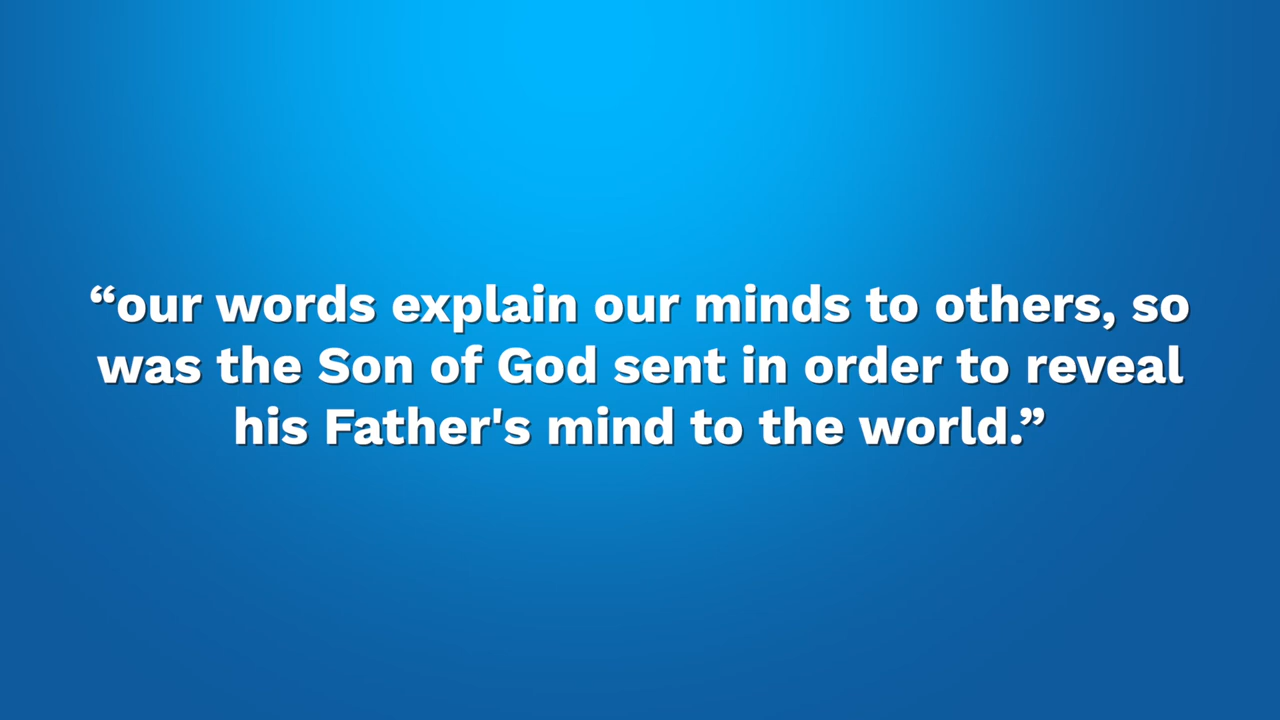 “our words explain our minds to others, so
was the Son of God sent in order to reveal
his Father's mind to the world.”